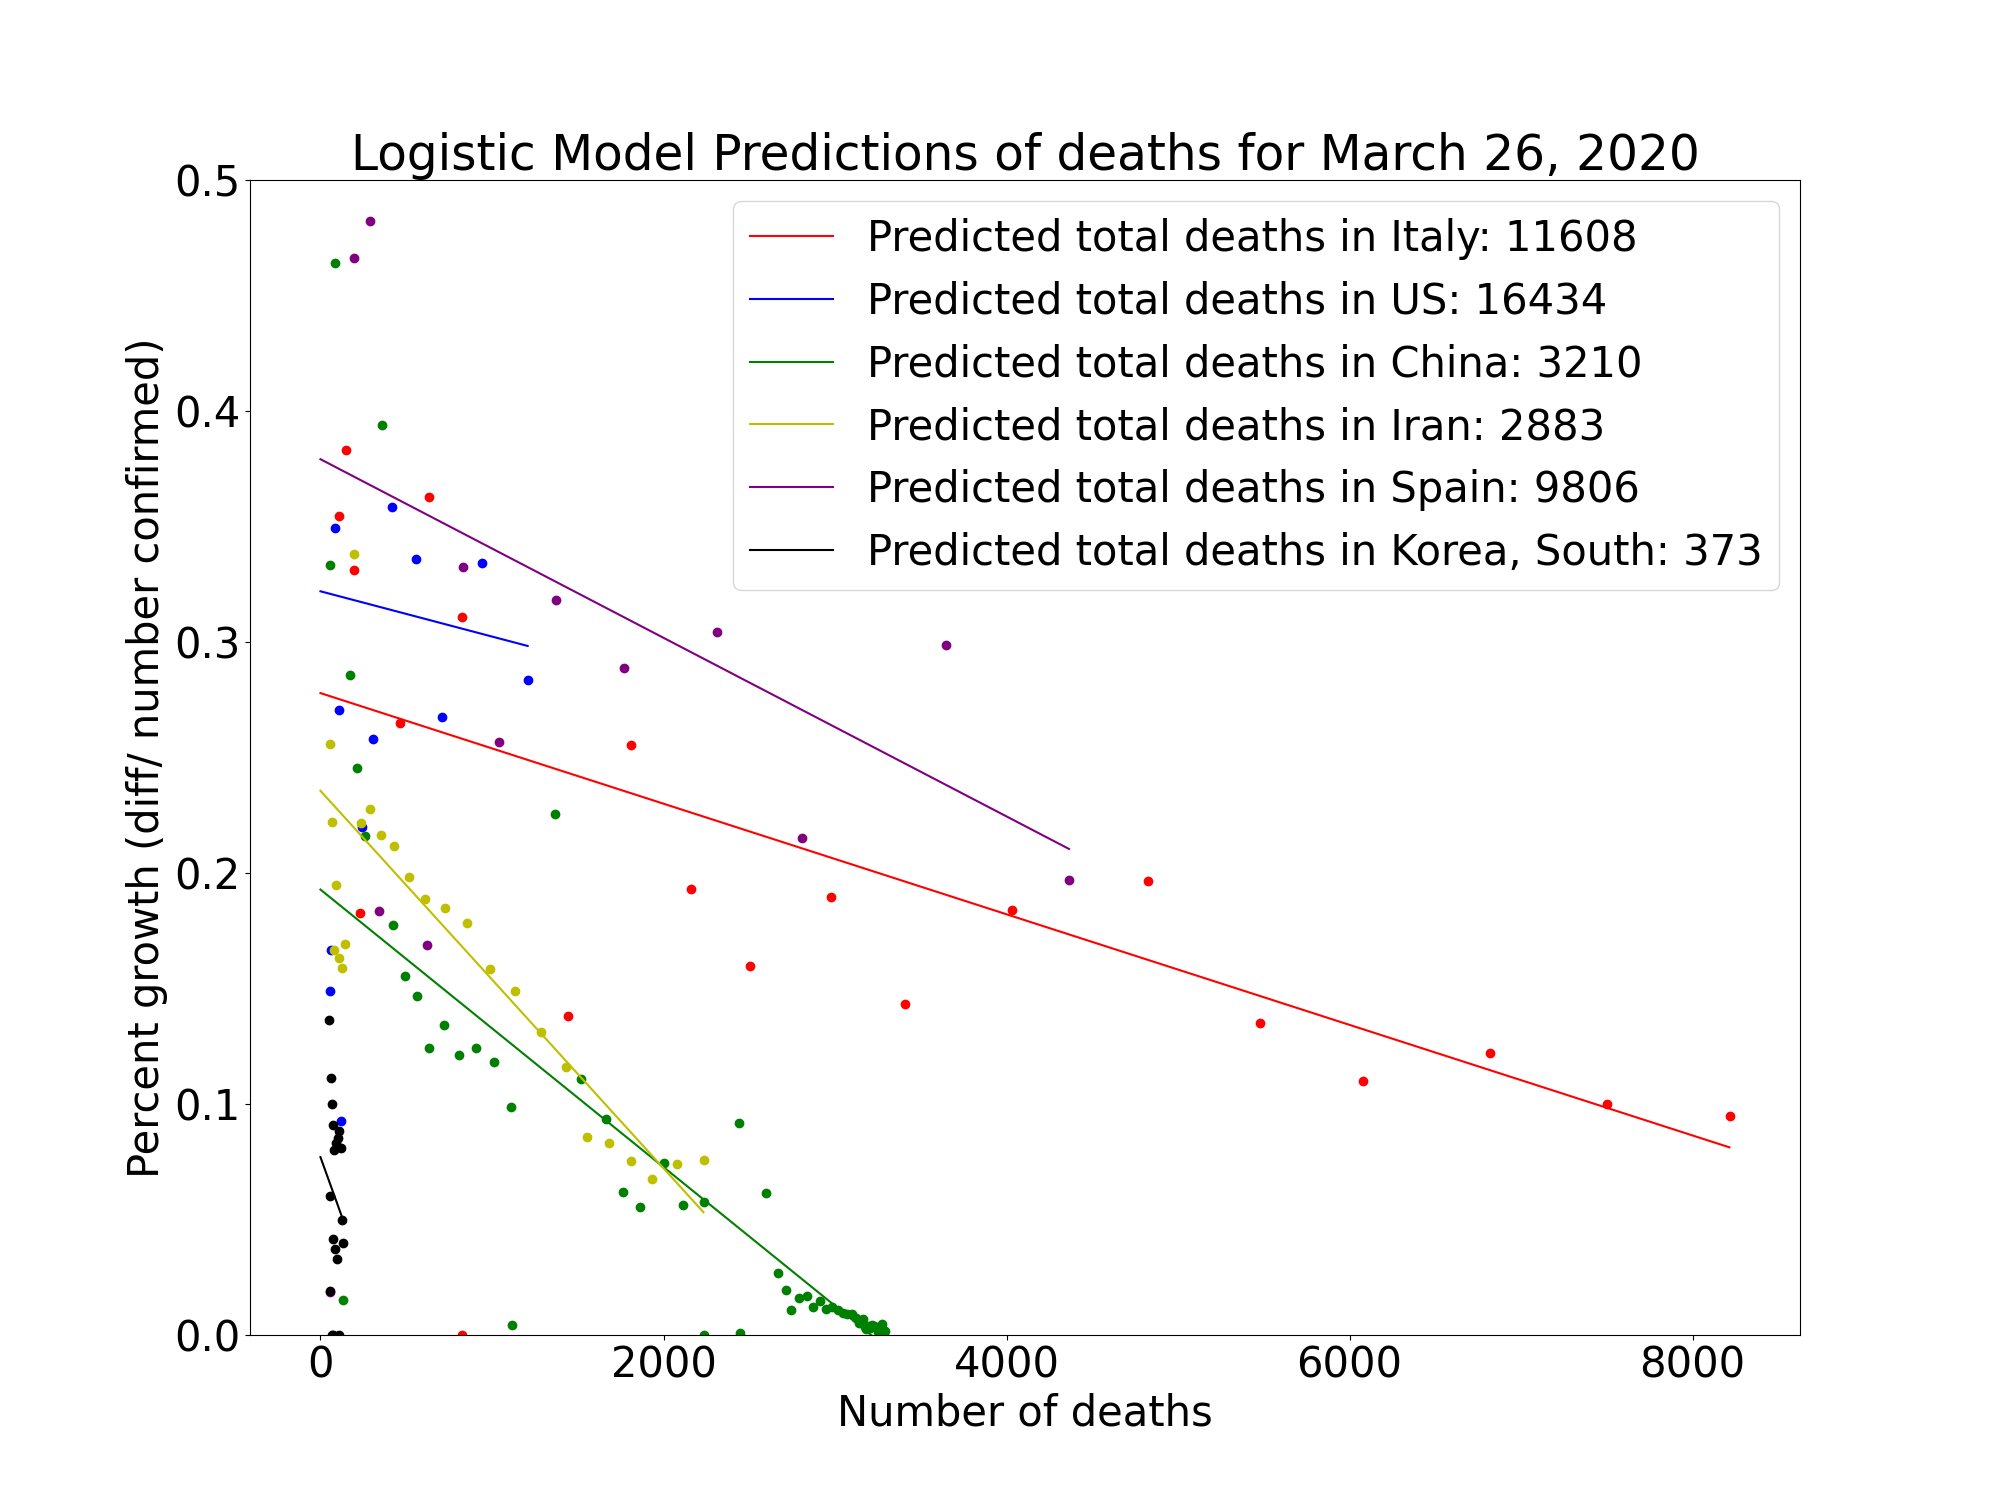 Logistic Model Predictions of deaths for March 26, 2020
0.5
0.4
0.3
0.2
0.1
0.0
Percent growth (diff/ number confirmed)
Predicted total deaths in Italy: 11608
Predicted total deaths in US: 16434
Predicted total deaths in China: 3210
Predicted total deaths in Iran: 2883
Predicted total deaths in Spain: 9806
Predicted total deaths in Korea, South: 373
0 2000 4000 6000 8000
Number of deaths